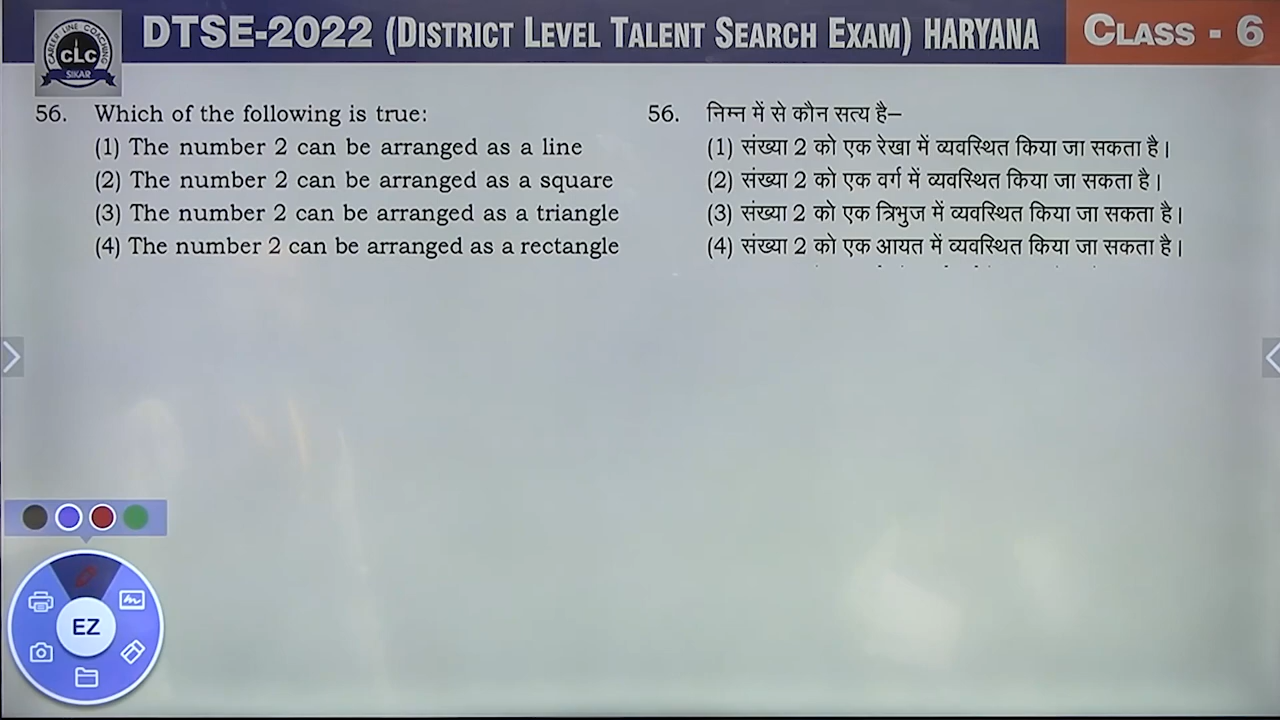 DTSE-2022 (DISTRICT LEVEL TALENT SEARCH EXAM) HARYANA
CLASS - 6
CAREER LINE COACHING
CLC
SIKAR
56. Which of the following is true:
(1) The number 2 can be arranged as a line
(2) The number 2 can be arranged as a square
(3) The number 2 can be arranged as a triangle
(4) The number 2 can be arranged as a rectangle
56. निम्न में से कौन सत्य है–
(1) संख्या 2 को एक रेखा में व्यवस्थित किया जा सकता है।
(2) संख्या 2 को एक वर्ग में व्यवस्थित किया जा सकता है।
(3) संख्या 2 को एक त्रिभुज में व्यवस्थित किया जा सकता है।
(4) संख्या 2 को एक आयत में व्यवस्थित किया जा सकता है।
EZ